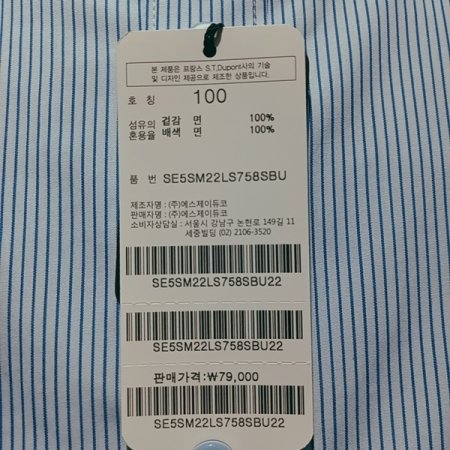 본 제품은 프랑스 S.T.Dupont사의 기술
및 디자인 제공으로 제조한 상품입니다.
호 칭 100
섬유의 겉감 면 100%
혼용율 배색 면 100%
품 번 SE5SM22LS758SBU
제조자명 : (주)에스제이듀코
판매자명 : (주)에스제이듀코
소비자상담실 : 서울시 강남구 논현로 149길 11
세중빌딩 (02) 2106-3520
SE5SM22LS758SBU22
SE5SM22LS758SBU22
판매가격:₩79,000
SE5SM22LS758SBU22